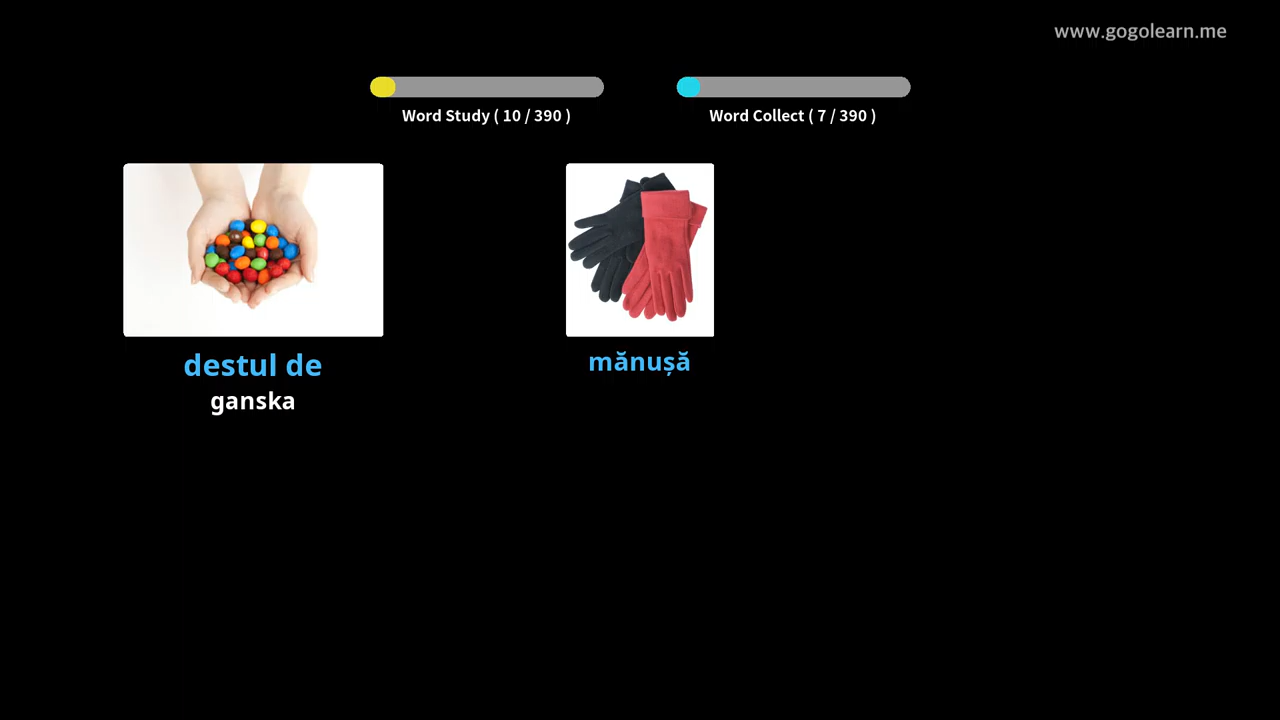 www.gogolearn.me
Word Study ( 10 / 390 )
Word Collect ( 7 / 390 )
destul de
ganska
mănușă